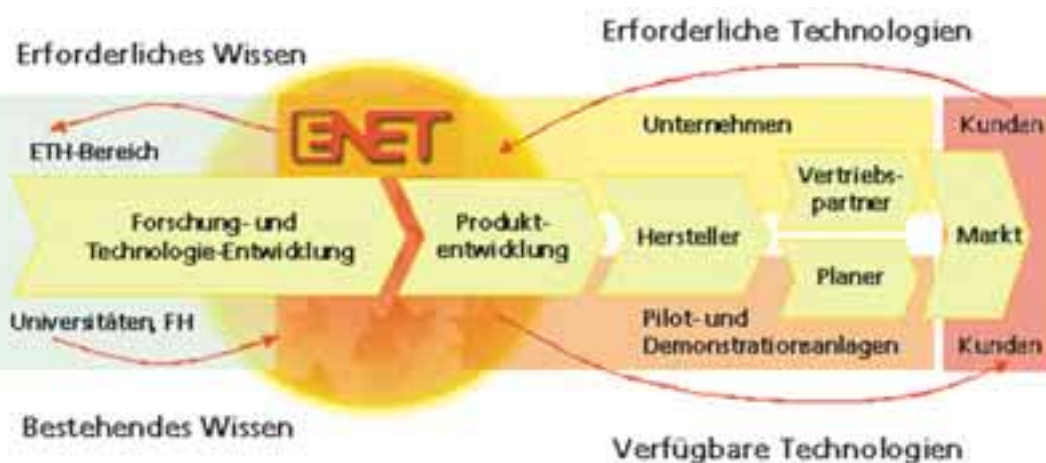 Erforderliches Wissen
Erforderliche Technologien
ENET
Unternehmen
Kunden
ETH-Bereich
Forschung- und
Technologie-Entwicklung
Produkt-
entwicklung
Hersteller
Vertriebs-
partner
Planer
Markt
Universitäten, FH
Pilot- und
Demonstrationsanlagen
Kunden
Bestehendes Wissen
Verfügbare Technologien